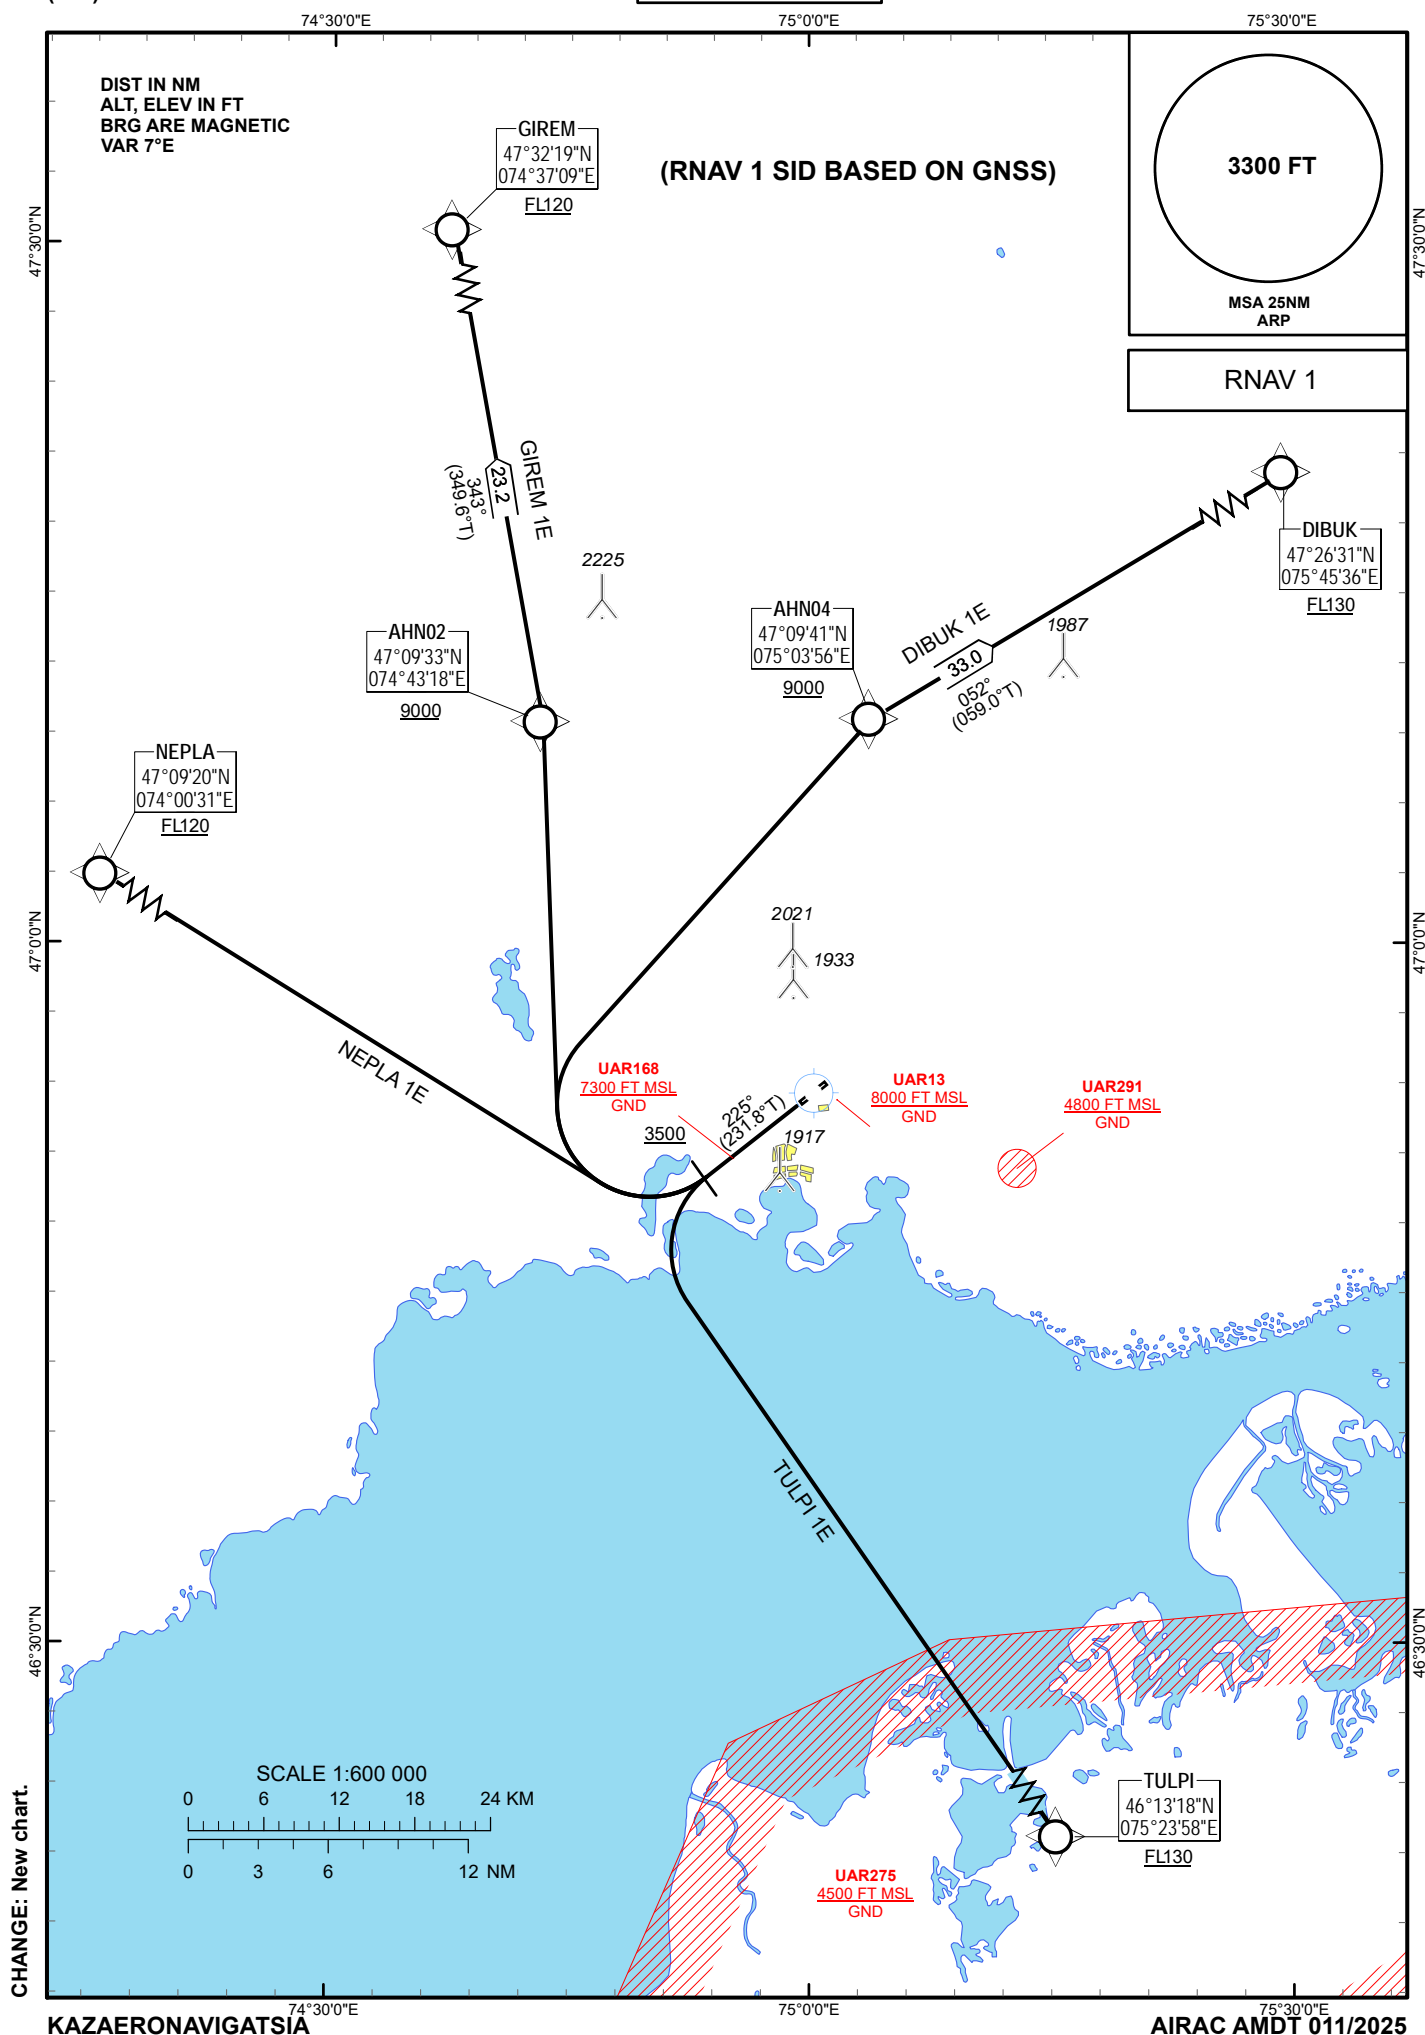 74°30'0"E
75°0'0"E
75°30'0"E
DIST IN NM
ALT, ELEV IN FT
BRG ARE MAGNETIC
VAR 7°E
GIREM
47°32'19"N
074°37'09"E
FL120
(RNAV 1 SID BASED ON GNSS)
3300 FT
MSA 25NM
ARP
RNAV 1
47°30'0"N
47°30'0"N
GIREM 1E
23.2
343°
(349.6°T)
DIBUK
47°26'31"N
075°45'36"E
FL130
2225
AHN02
47°09'33"N
074°43'18"E
9000
AHN04
47°09'41"N
075°03'56"E
9000
DIBUK 1E
33.0
052°
(059.0°T)
1987
NEPLA
47°09'20"N
074°00'31"E
FL120
47°0'0"N
47°0'0"N
2021
1933
NEPLA 1E
UAR168
7300 FT MSL
GND
UAR13
8000 FT MSL
GND
UAR291
4800 FT MSL
GND
225°
(231.8°T)
3500
1917
TULPI 1E
46°30'0"N
46°30'0"N
SCALE 1:600 000
0 6 12 18 24 KM
0 3 6 12 NM
TULPI
46°13'18"N
075°23'58"E
FL130
UAR275
4500 FT MSL
GND
CHANGE: New chart.
74°30'0"E
75°0'0"E
75°30'0"E
KAZAERONAVIGATSIA
AIRAC AMDT 011/2025